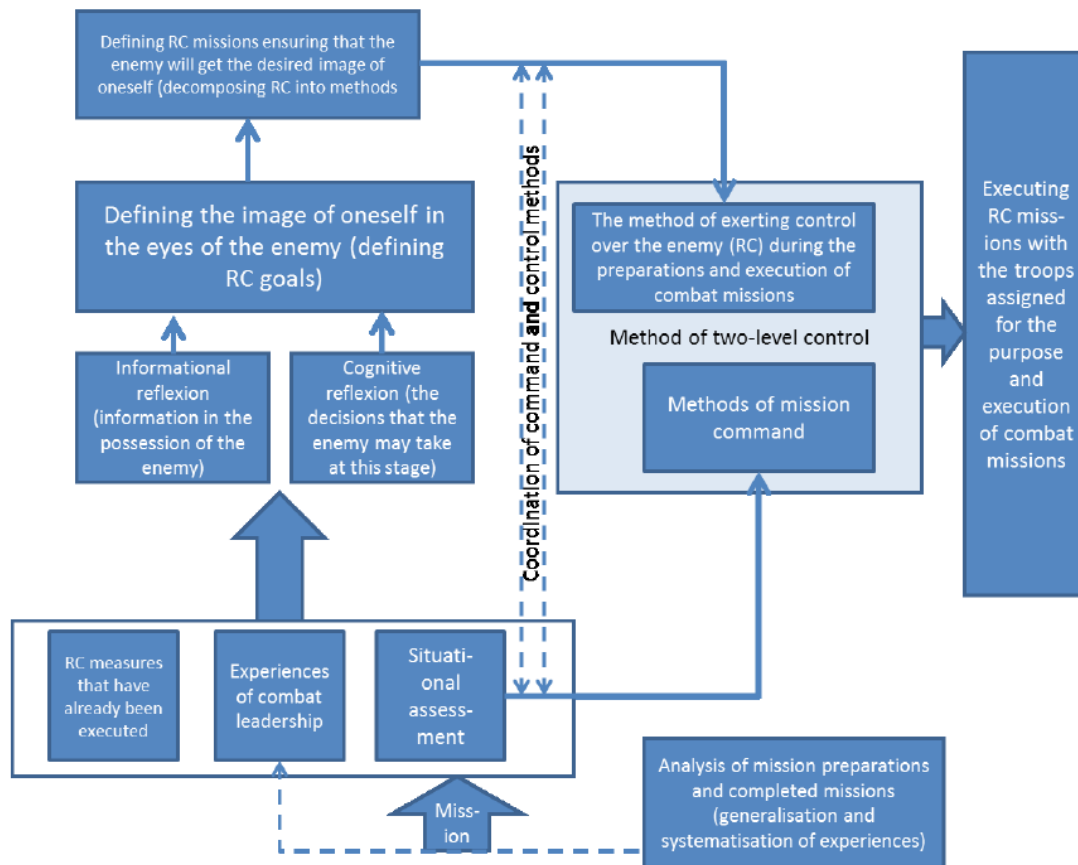 Defining RC missions ensuring that the
enemy will get the desired image of
oneself (decomposing RC into methods
Defining the image of oneself in
the eyes of the enemy (defining
RC goals)
Informational
reflexion
(information in the
possession of the
enemy)
Cognitive
reflexion (the
decisions that the
enemy may take
at this stage)
Coordination of command and control methods
The method of exerting control
over the enemy (RC) during the
preparations and execution of
combat missions
Method of two-level control
Methods of mission
command
Executing
RC miss-
ions with
the troops
assigned
for the
purpose
and
execution
of combat
missions
RC measures
that have
already been
executed
Experiences
of combat
leadership
Situati-
onal
assess-
ment
Miss-
ion
Analysis of mission preparations
and completed missions
(generalisation and
systematisation of experiences)